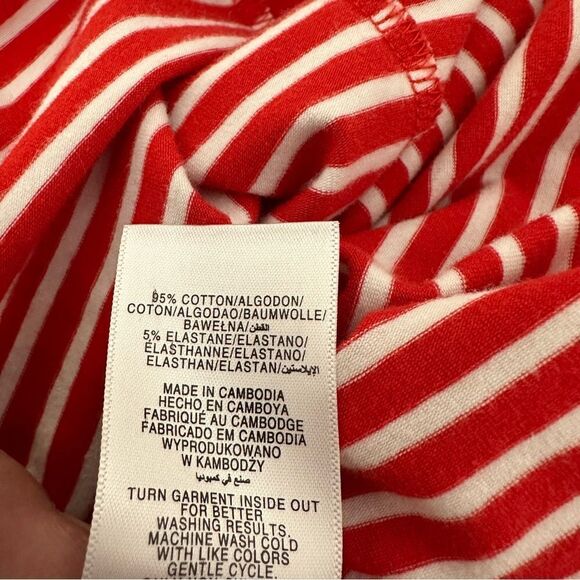 95% COTTON/ALGODON/
COTON/ALGODAO/BAUMWOLLE/
BAWEŁNA/القطن/
5% ELASTANE/ELASTANO/
ÉLASTHANNE/ELASTANO/
ELASTHAN/ELASTAN/الإيلاستين
MADE IN CAMBODIA
HECHO EN CAMBOYA
FABRIQUÉ AU CAMBODGE
FABRICADO EM CAMBODIA
WYPRODUKOWANO
W KAMBODŻY
صنع في كمبوديا
TURN GARMENT INSIDE OUT
FOR BETTER
WASHING RESULTS.
MACHINE WASH COLD
WITH LIKE COLORS
GENTLE CYCLE.